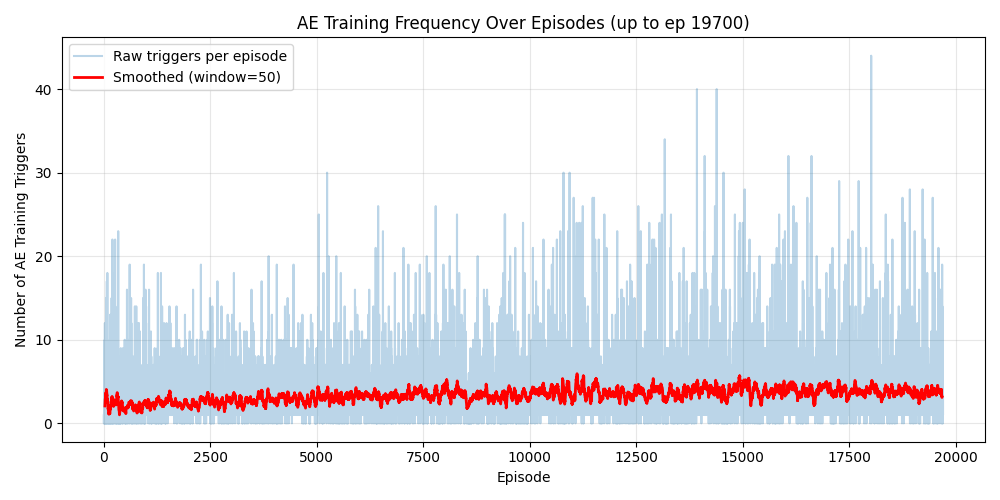 AE Training Frequency Over Episodes (up to ep 19700)
Raw triggers per episode
Smoothed (window=50)
Number of AE Training Triggers
40
30
20
10
0
0 2500 5000 7500 10000 12500 15000 17500 20000
Episode